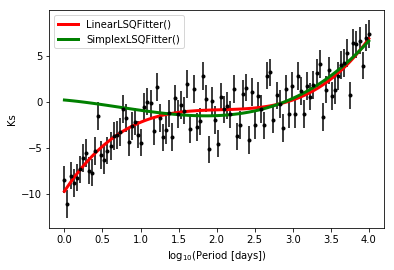 LinearLSQFitter()
SimplexLSQFitter()
5
0
−5
−10
Ks
0.0 0.5 1.0 1.5 2.0 2.5 3.0 3.5 4.0
log₁₀(Period [days])